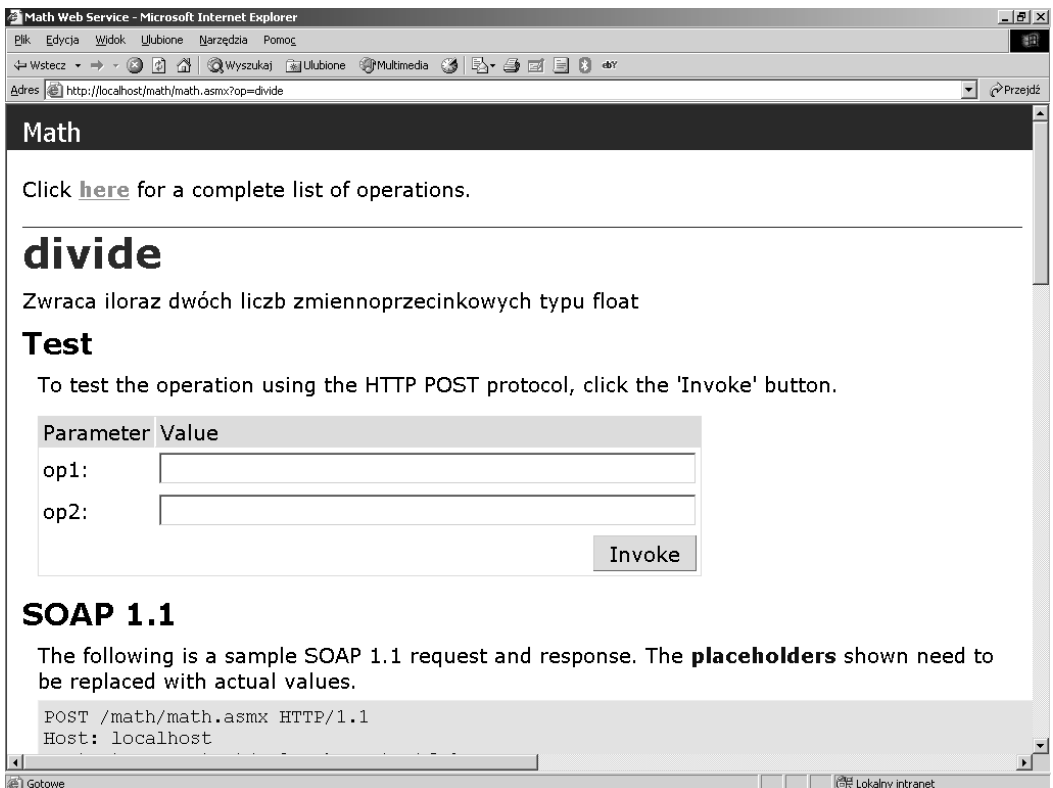 Math Web Service - Microsoft Internet Explorer
Plik Edycja Widok Ulubione Narzędzia Pomoc
Wstecz Wyszukaj Ulubione Multimedia
Adres http://localhost/math/math.asmx?op=divide Przejdź
Math
Click here for a complete list of operations.
divide
Zwraca iloraz dwóch liczb zmiennoprzecinkowych typu float
Test
To test the operation using the HTTP POST protocol, click the 'Invoke' button.
Parameter Value
op1:
op2:
Invoke
SOAP 1.1
The following is a sample SOAP 1.1 request and response. The placeholders shown need to
be replaced with actual values.
POST /math/math.asmx HTTP/1.1
Host: localhost
Gotowe Lokalny intranet